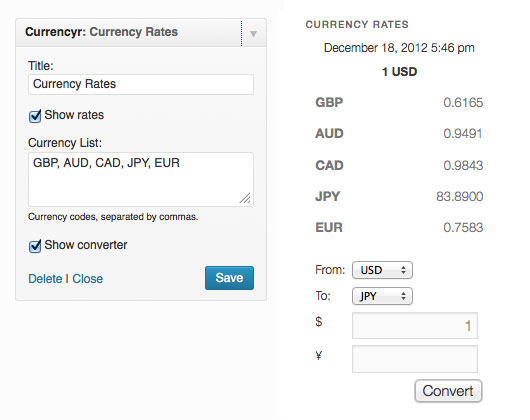 Currencyr: Currency Rates
Title:
Currency Rates
Show rates
Currency List:
GBP, AUD, CAD, JPY, EUR
Currency codes, separated by commas.
Show converter
Delete | Close
Save
CURRENCY RATES
December 18, 2012 5:46 pm
1 USD
GBP 0.6165
AUD 0.9491
CAD 0.9843
JPY 83.8900
EUR 0.7583
From: USD
To: JPY
$ 1
¥
Convert